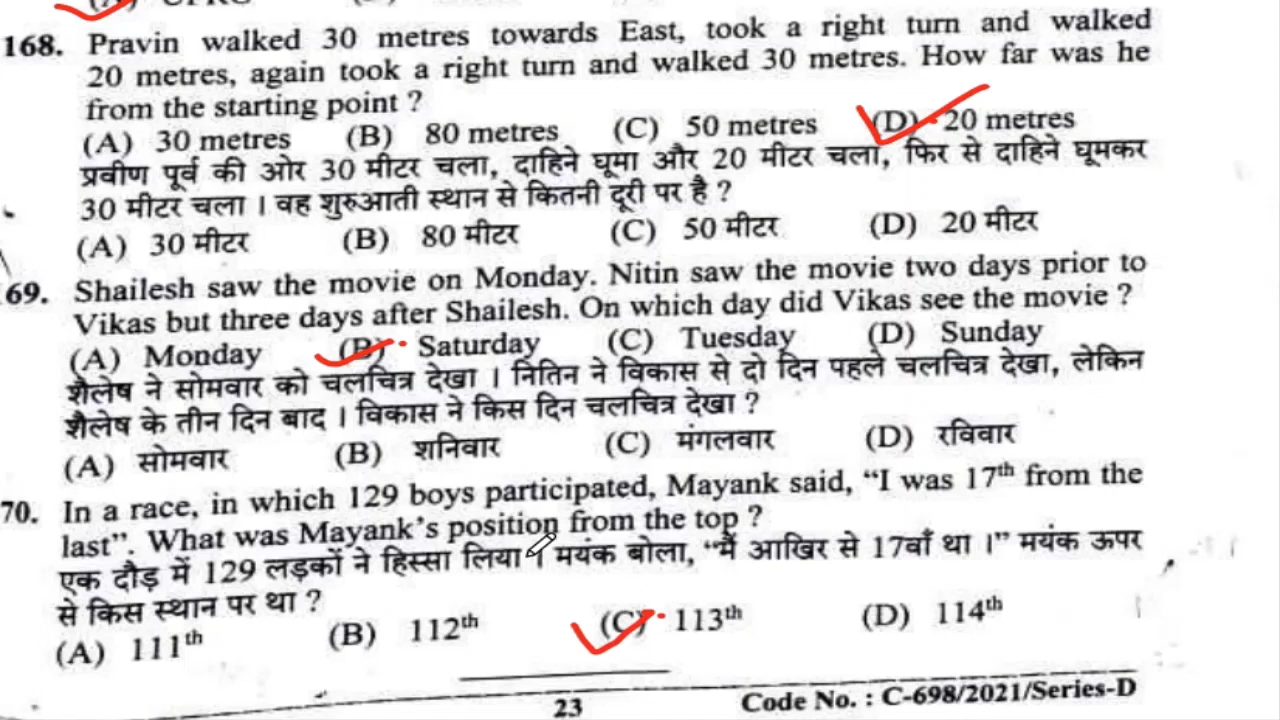 168. Pravin walked 30 metres towards East, took a right turn and walked
20 metres, again took a right turn and walked 30 metres. How far was he
from the starting point ?
(A) 30 metres (B) 80 metres (C) 50 metres (D) 20 metres
प्रवीण पूर्व की ओर 30 मीटर चला, दाहिने घूमा और 20 मीटर चला, फिर से दाहिने घूमकर
30 मीटर चला । वह शुरुआती स्थान से कितनी दूरी पर है ?
(A) 30 मीटर (B) 80 मीटर (C) 50 मीटर (D) 20 मीटर
69. Shailesh saw the movie on Monday. Nitin saw the movie two days prior to
Vikas but three days after Shailesh. On which day did Vikas see the movie ?
(A) Monday (B) Saturday (C) Tuesday (D) Sunday
शैलेष ने सोमवार को चलचित्र देखा । नितिन ने विकास से दो दिन पहले चलचित्र देखा, लेकिन
शैलेष के तीन दिन बाद । विकास ने किस दिन चलचित्र देखा ?
(A) सोमवार (B) शनिवार (C) मंगलवार (D) रविवार
70. In a race, in which 129 boys participated, Mayank said, “I was 17th from the
last”. What was Mayank’s position from the top ?
एक दौड़ में 129 लड़कों ने हिस्सा लिया । मयंक बोला, “मैं आखिर से 17वाँ था ।” मयंक ऊपर
से किस स्थान पर था ?
(A) 111th (B) 112th (C) 113th (D) 114th
23 Code No. : C-698/2021/Series-D